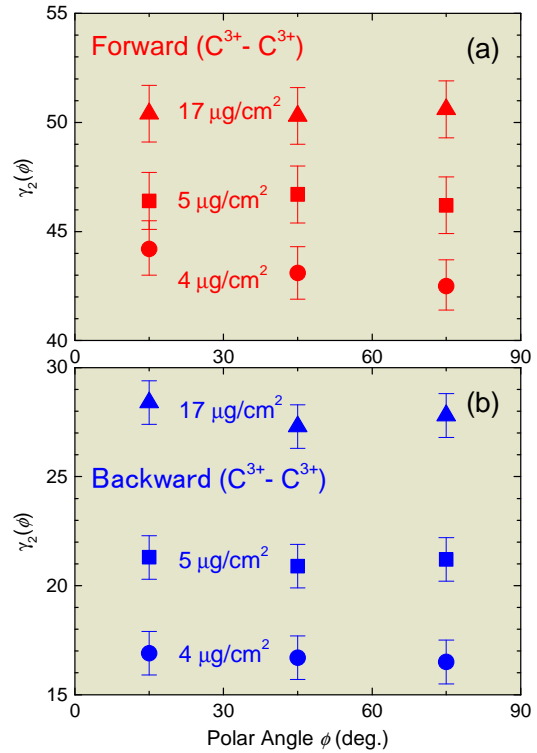 55
Forward (C³⁺- C³⁺)
(a)
17 μg/cm²
50
γ₂(ϕ)
5 μg/cm²
45
4 μg/cm²
40
0 30 60 90
30
17 μg/cm²
(b)
25
Backward (C³⁺- C³⁺)
γ₂(ϕ)
5 μg/cm²
20
4 μg/cm²
15
0 30 60 90
Polar Angle ϕ (deg.)